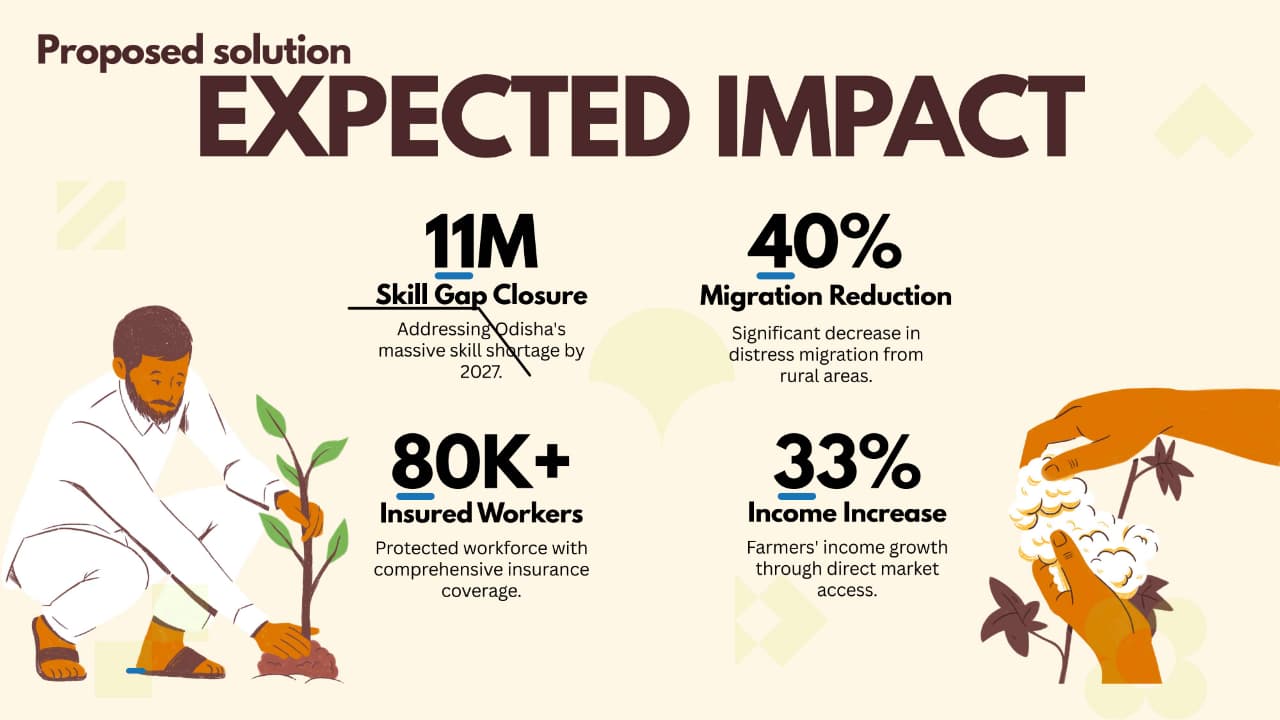 Proposed solution
EXPECTED IMPACT
11M
Skill Gap Closure
Addressing Odisha's
massive skill shortage by
2027.
40%
Migration Reduction
Significant decrease in
distress migration from
rural areas.
80K+
Insured Workers
Protected workforce with
comprehensive insurance
coverage.
33%
Income Increase
Farmers' income growth
through direct market
access.